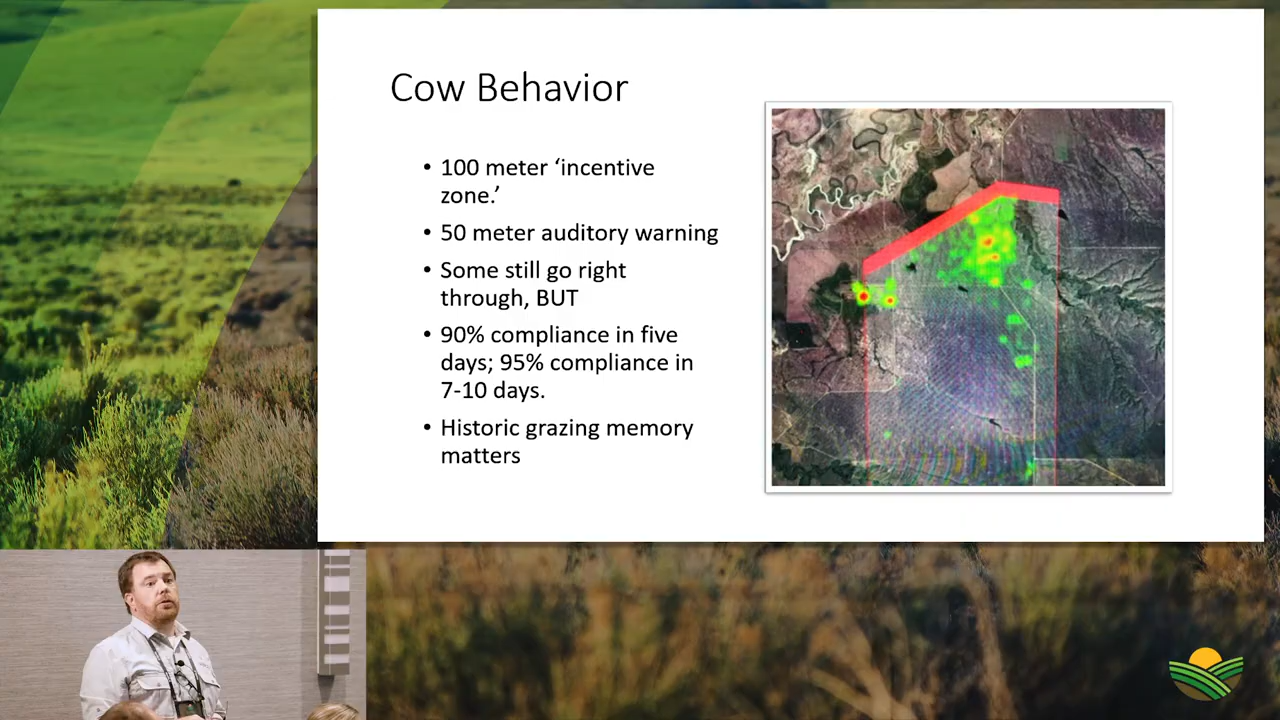 Cow Behavior
• 100 meter ‘incentive
zone.’
• 50 meter auditory warning
• Some still go right
through, BUT
• 90% compliance in five
days; 95% compliance in
7-10 days.
• Historic grazing memory
matters